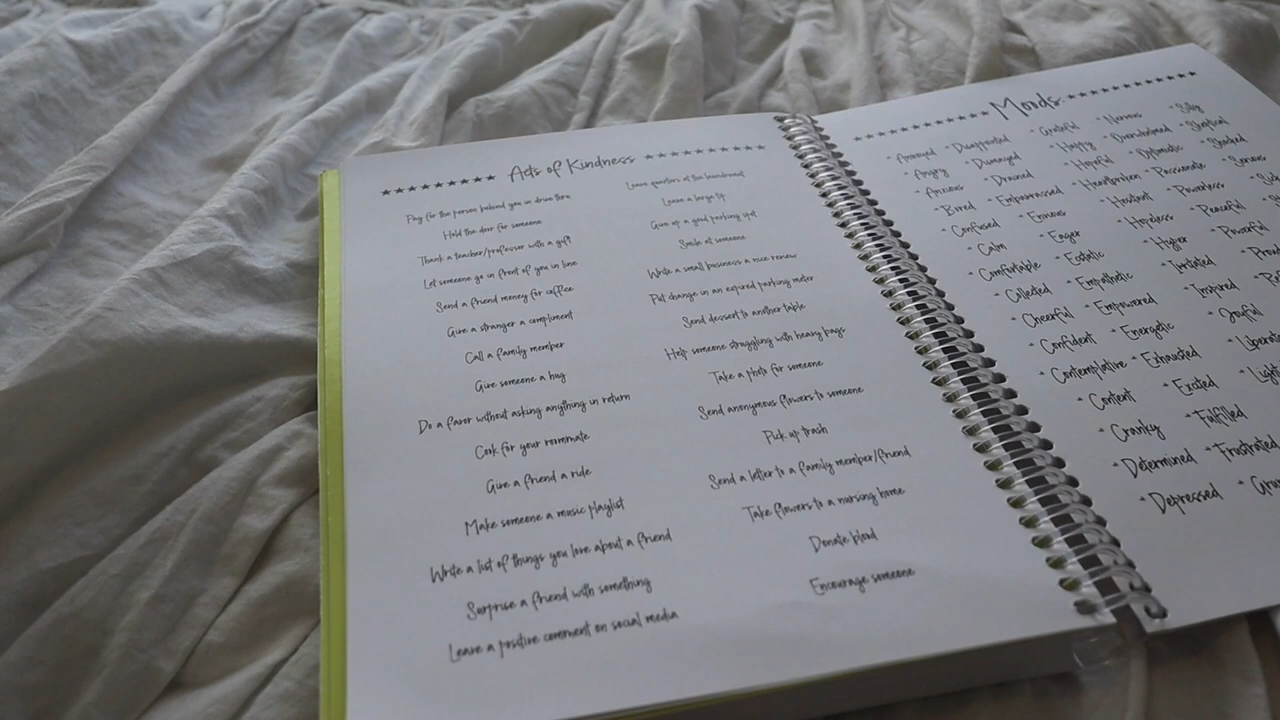 Acts of Kindness
Pay for the person behind you in drive thru
Hold the door for someone
Thank a teacher/professor with a gift
Let someone go in front of you in line
Send a friend money for coffee
Give a stranger a compliment
Call a family member
Give someone a hug
Do a favor without asking anything in return
Cook for your roommate
Give a friend a ride
Make someone a music playlist
Write a list of things you love about a friend
Surprise a friend with something
Leave a positive comment on social media
Leave quarters at the laundromat
Leave a large tip
Give up a good parking spot
Smile at someone
Write a small business a nice review
Put change in an expired parking meter
Send dessert to another table
Help someone struggling with heavy bags
Take a photo for someone
Send anonymous flowers to someone
Pick up trash
Send a letter to a family member/friend
Take flowers to a nursing home
Donate blood
Encourage someone
Moods
Annoyed
Angry
Anxious
Bored
Confused
Calm
Comfortable
Collected
Cheerful
Confident
Contemplative
Content
Cranky
Determined
Depressed
Disappointed
Damaged
Drained
Embarrassed
Envious
Eager
Ecstatic
Empathetic
Empowered
Energetic
Exhausted
Excited
Fulfilled
Frustrated
Grateful
Happy
Hopeful
Heartbroken
Hesitant
Hopeless
Hyper
Irritated
Inspired
Joyful
Nervous
Overwhelmed
Optimistic
Passionate
Powerless
Peaceful
Powerful
Silly
Skeptical
Serious